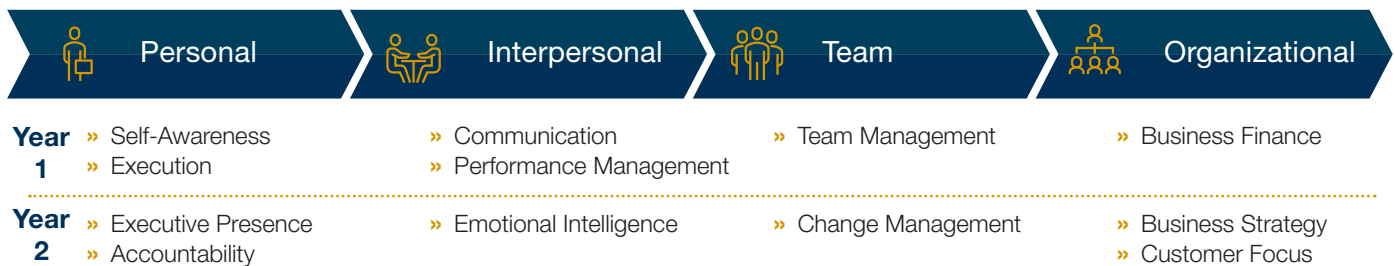 Personal Interpersonal Team Organizational
Year 1
» Self-Awareness
» Execution
» Communication
» Performance Management
» Team Management
» Business Finance
Year 2
» Executive Presence
» Accountability
» Emotional Intelligence
» Change Management
» Business Strategy
» Customer Focus